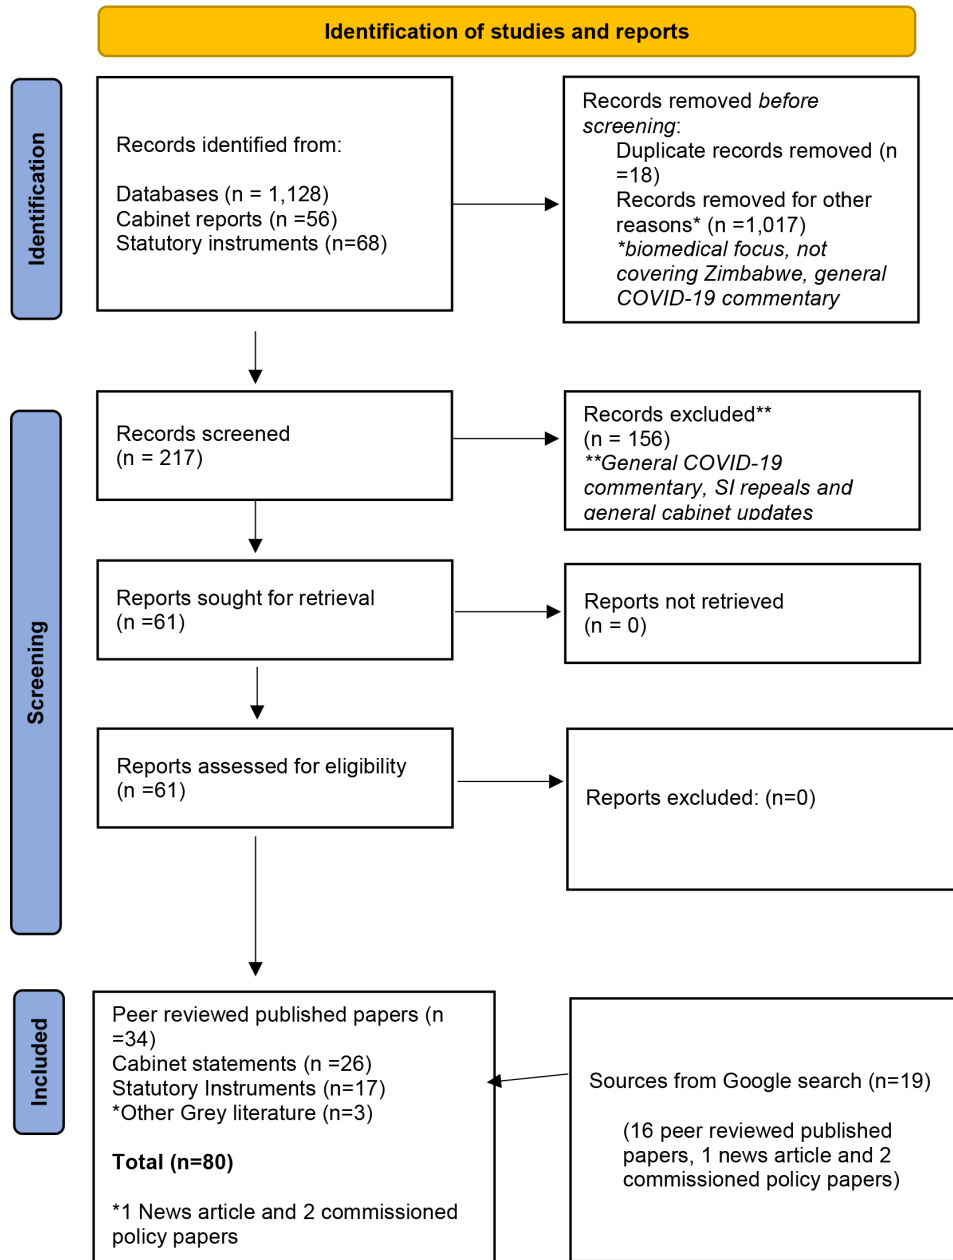 Identification of studies and reports
Identification
Records identified from:
Databases (n = 1,128)
Cabinet reports (n =56)
Statutory instruments (n=68)
Records removed before
screening:
Duplicate records removed (n
=18)
Records removed for other
reasons* (n =1,017)
*biomedical focus, not
covering Zimbabwe, general
COVID-19 commentary
Screening
Records screened
(n = 217)
Records excluded**
(n = 156)
**General COVID-19
commentary, SI repeals and
general cabinet updates
Reports sought for retrieval
(n =61)
Reports not retrieved
(n = 0)
Reports assessed for eligibility
(n =61)
Reports excluded: (n=0)
Included
Peer reviewed published papers (n
=34)
Cabinet statements (n =26)
Statutory Instruments (n=17)
*Other Grey literature (n=3)
Total (n=80)
*1 News article and 2 commissioned
policy papers
Sources from Google search (n=19)
(16 peer reviewed published
papers, 1 news article and 2
commissioned policy papers)